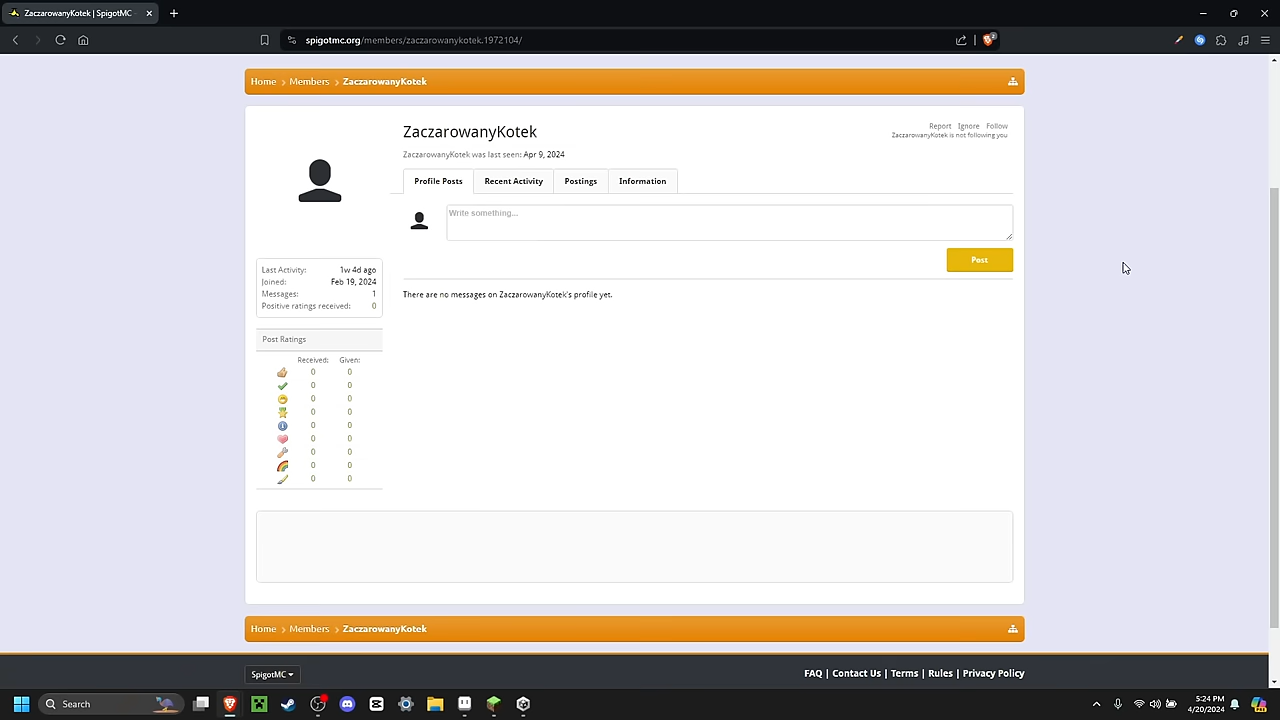 ZaczarowanyKotek | SpigotMC
spigotmc.org/members/zaczarowanykotek.1972104/
Home Members ZaczarowanyKotek
ZaczarowanyKotek
Report Ignore Follow
ZaczarowanyKotek is not following you
ZaczarowanyKotek was last seen: Apr 9, 2024
Profile Posts Recent Activity Postings Information
Write something...
Post
There are no messages on ZaczarowanyKotek's profile yet.
Last Activity: 1w 4d ago
Joined: Feb 19, 2024
Messages: 1
Positive ratings received: 0
Post Ratings
Received: Given:
0 0
0 0
0 0
0 0
0 0
0 0
0 0
0 0
0 0
Home Members ZaczarowanyKotek
SpigotMC
FAQ | Contact Us | Terms | Rules | Privacy Policy
Search
5:24 PM
4/20/2024